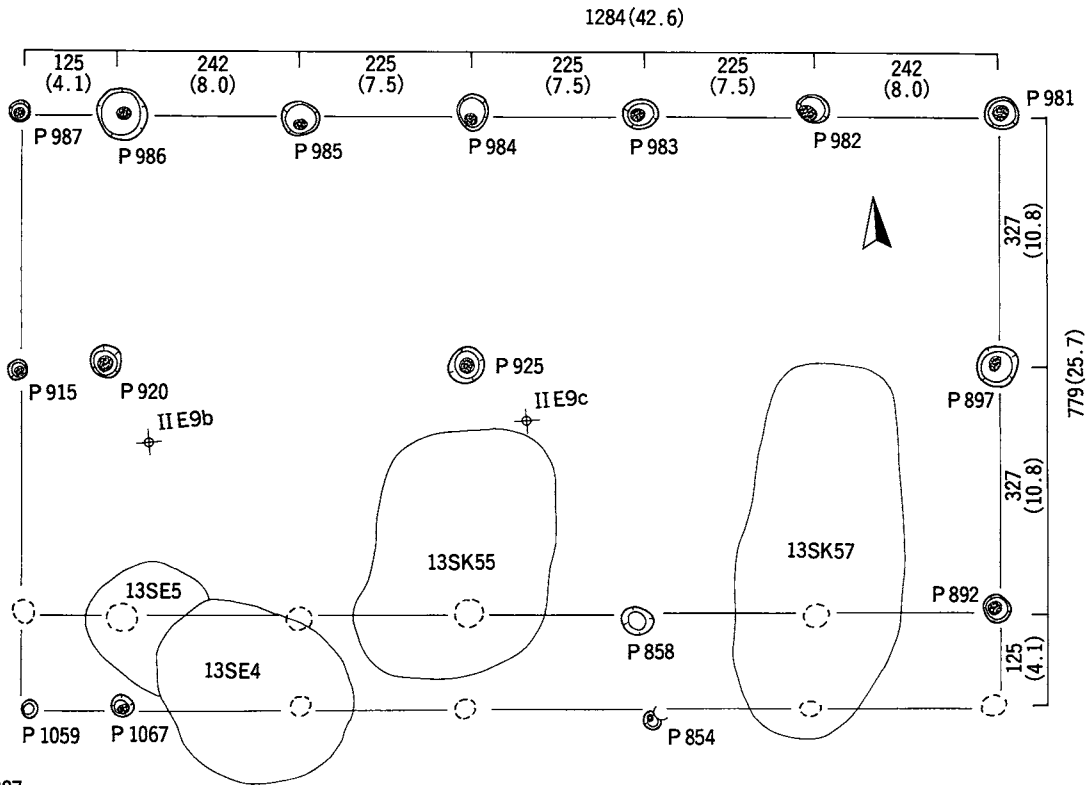 1284(42.6)
125 242 225 225 225 242
(4.1) (8.0) (7.5) (7.5) (7.5) (8.0)
P 981
P 987 P 986 P 985 P 984 P 983 P 982
327
(10.8)
779(25.7)
P 915 P 920 P 925 P 897
II E9b II E9c
327
(10.8)
13SE5 13SK55 13SK57
P 892
13SE4 P 858
125
(4.1)
P 1059 P 1067 P 854